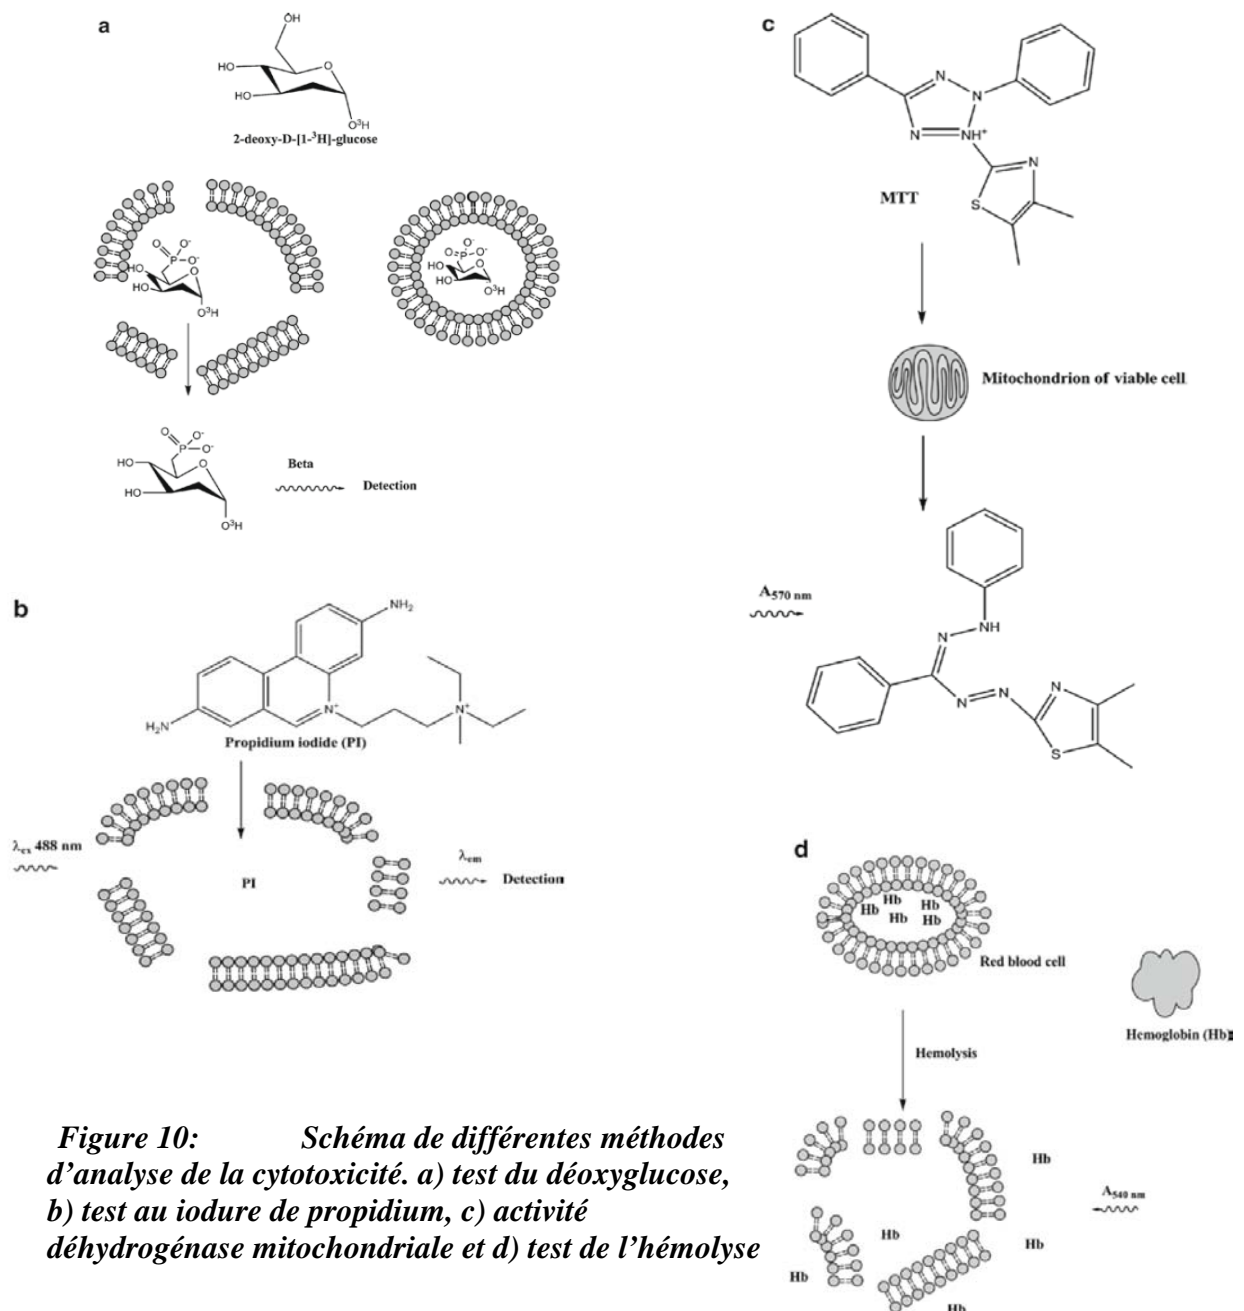 a
OH
HO
O
HO
O³H
2-deoxy-D-[1-³H]-glucose
O
O⁻
P
O⁻
HO
O
HO
O³H
O⁻
O
P
O⁻
HO
O
HO
O³H
O
O⁻
P
O⁻
HO
O
HO
O³H
Beta
Detection
b
NH₂
H₂N
N⁺
N⁺
Propidium iodide (PI)
λex 488 nm
PI
λem
Detection
c
N
N
N
NH⁺
N
S
MTT
Mitochondrion of viable cell
A570 nm
N
NH
N
N
N
S
d
Hb
Hb
Hb
Hb
Hb
Red blood cell
Hemoglobin (Hb)
Hemolysis
Hb
A540 nm
Hb
Hb
Hb
Hb
Figure 10: Schéma de différentes méthodes
d’analyse de la cytotoxicité. a) test du déoxyglucose,
b) test au iodure de propidium, c) activité
déhydrogénase mitochondriale et d) test de l’hémolyse